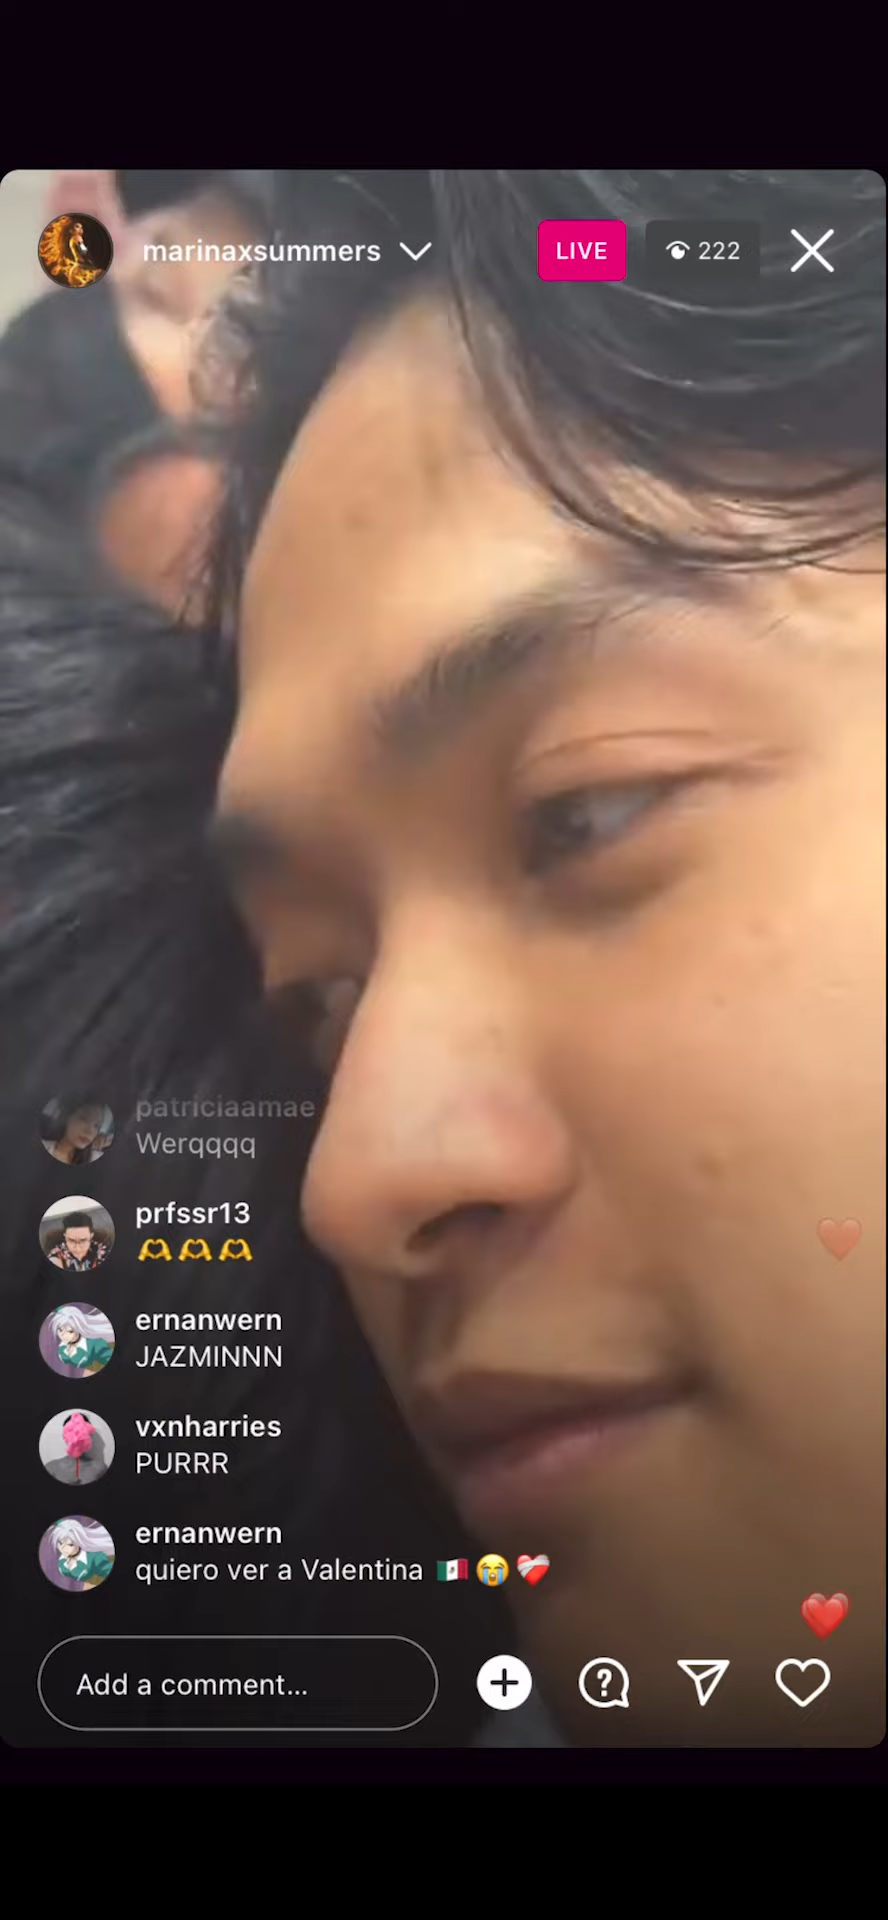 marinaxsummers
LIVE
222
patriciaamae
Werqqqq
prfssr13
🫶🫶🫶
ernanwern
JAZMINNN
vxnharries
PURRR
ernanwern
quiero ver a Valentina 🇲🇽😭❤️‍🩹
Add a comment...